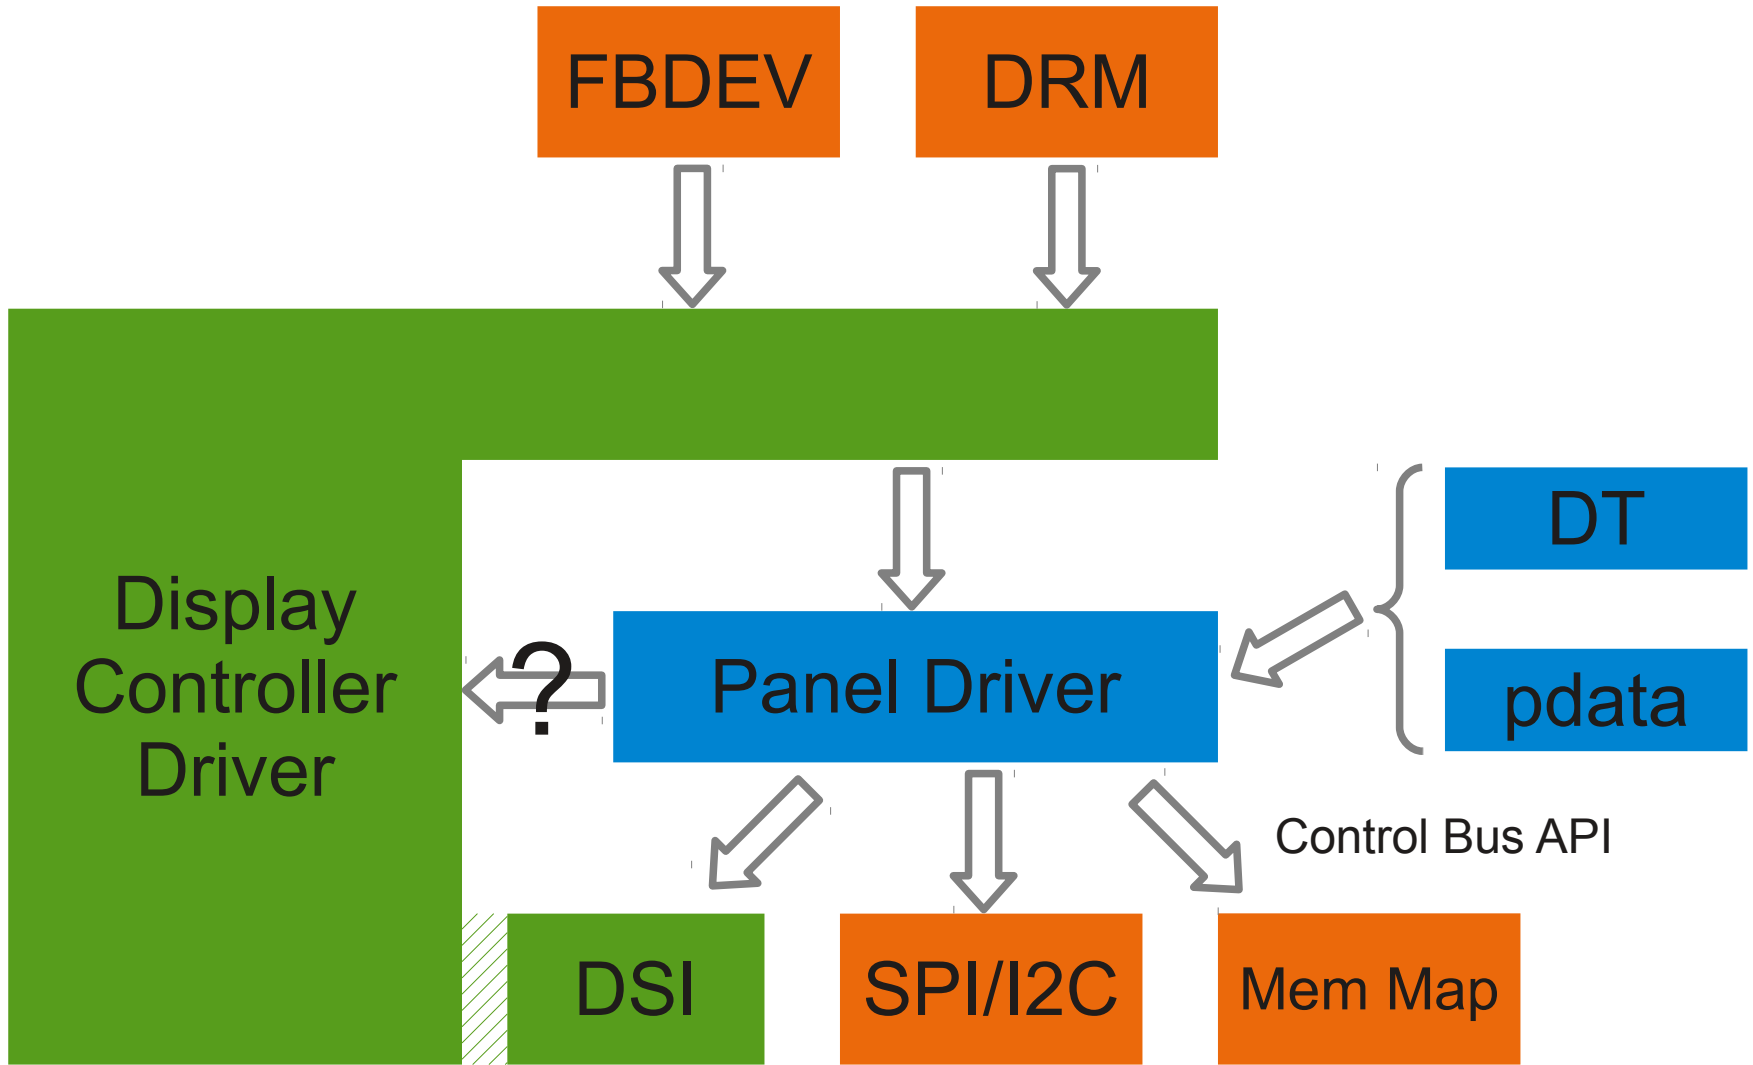 FBDEV
DRM
DT
Display
Controller
Driver
?
Panel Driver
pdata
Control Bus API
DSI
SPI/I2C
Mem Map